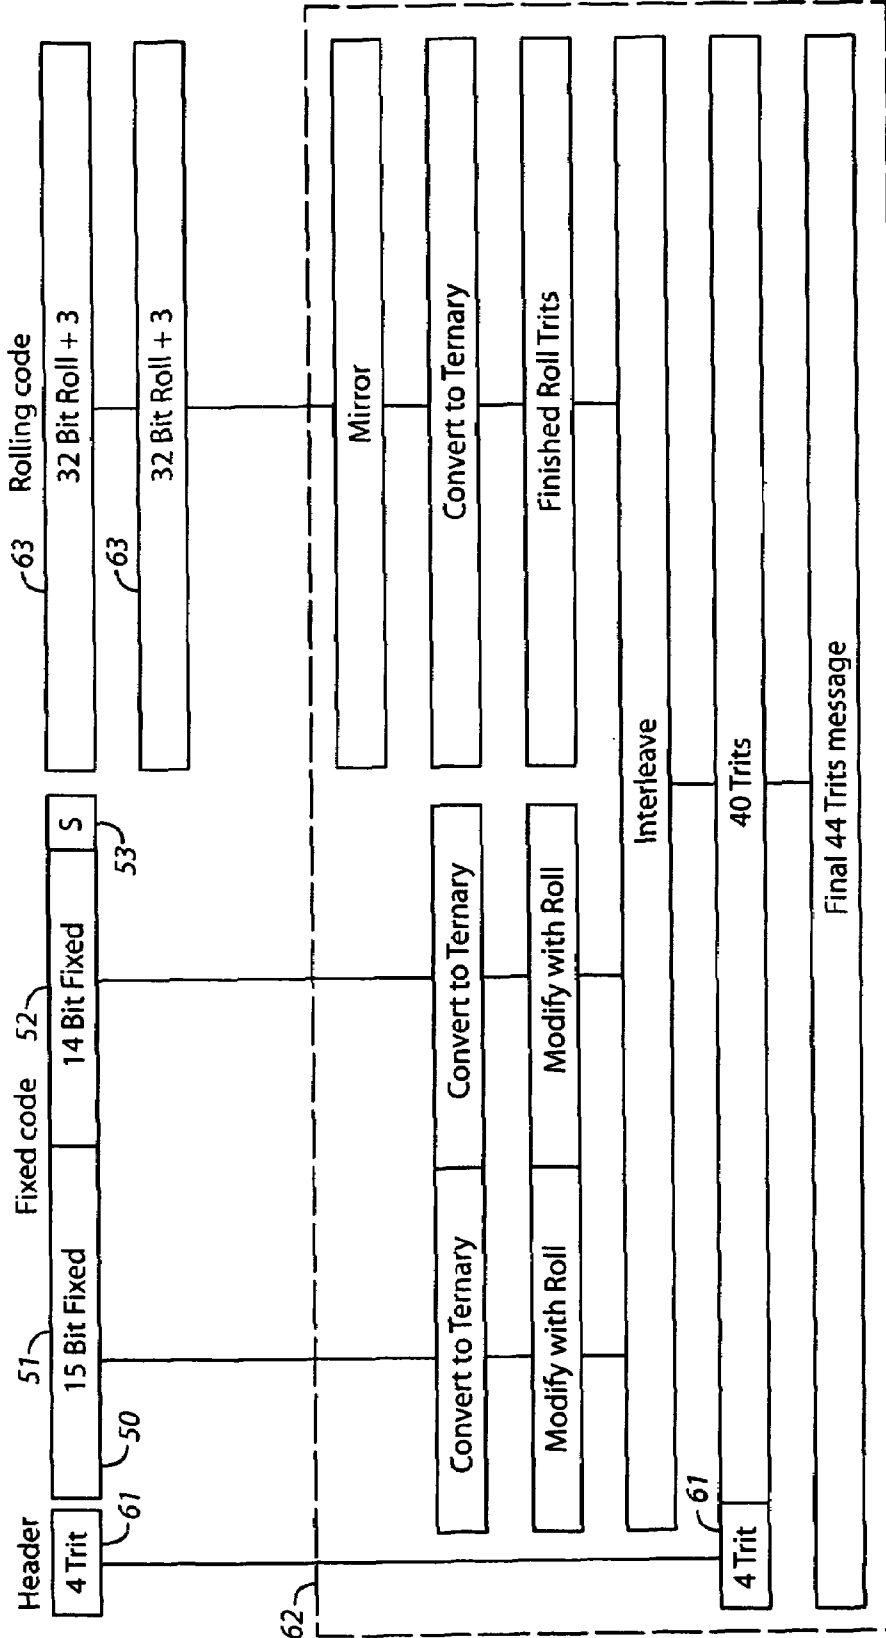 Header
Fixed code
Rolling code
61
50
51
52
53
63
4 Trit
15 Bit Fixed
14 Bit Fixed
S
32 Bit Roll + 3
63
32 Bit Roll + 3
62
Mirror
Convert to Ternary
Convert to Ternary
Convert to Ternary
Modify with Roll
Modify with Roll
Finished Roll Trits
Interleave
61
4 Trit
40 Trits
Final 44 Trits message